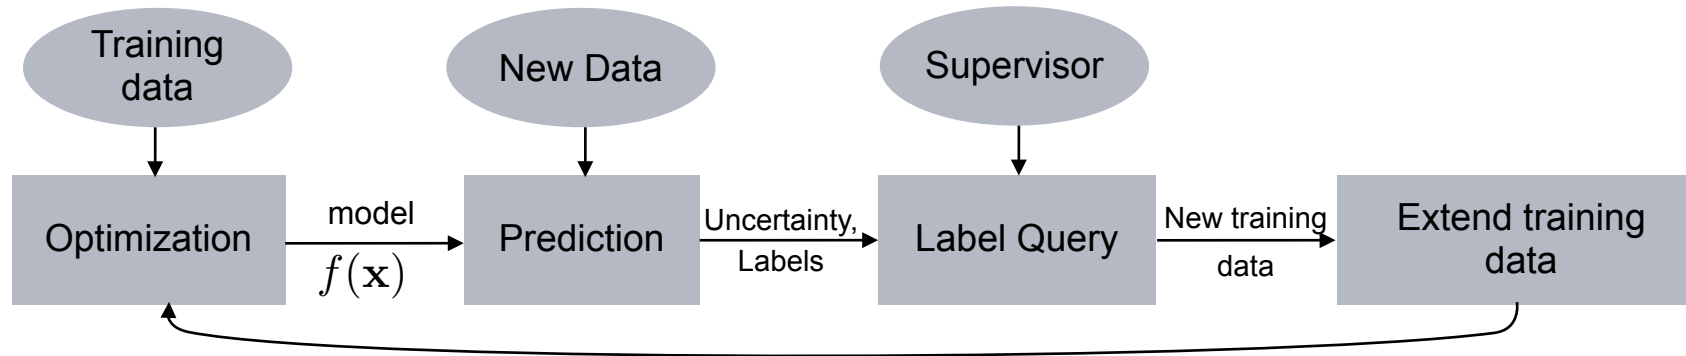 Training
data
New Data
Supervisor
Optimization
model
f(x)
Prediction
Uncertainty,
Labels
Label Query
New training
data
Extend training
data